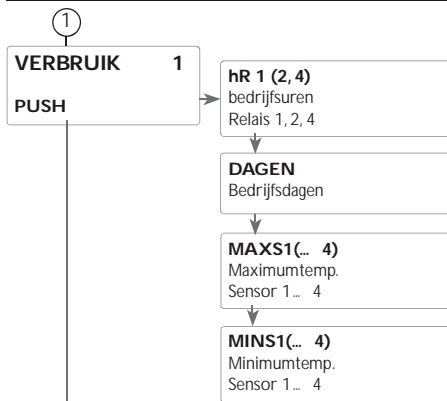 1
VERBRUIK 1
PUSH
hR 1 (2, 4)
bedrijfsuren
Relais 1, 2, 4
DAGEN
Bedrijfsdagen
MAXS1(... 4)
Maximumtemp.
Sensor 1... 4
MINS1(... 4)
Minimumtemp.
Sensor 1... 4